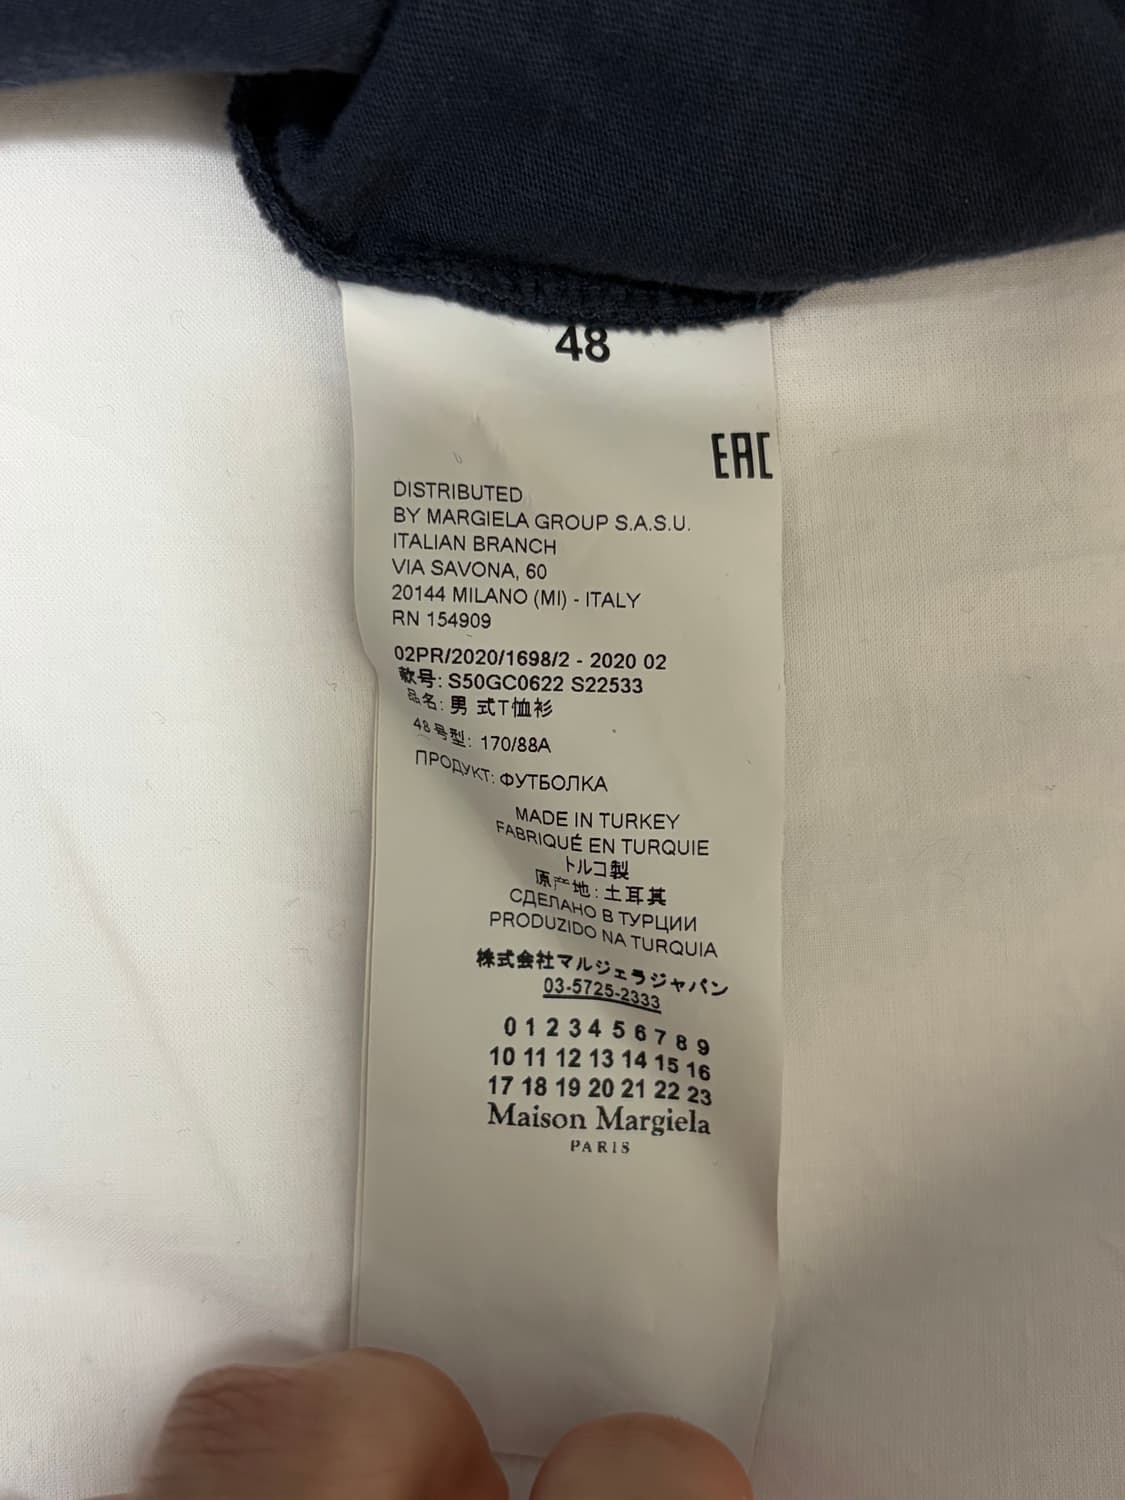 48
EAC
DISTRIBUTED
BY MARGIELA GROUP S.A.S.U.
ITALIAN BRANCH
VIA SAVONA, 60
20144 MILANO (MI) - ITALY
RN 154909
02PR/2020/1698/2 - 2020 02
款号: S50GC0622 S22533
品名: 男 式T恤衫
48号型: 170/88A
ПРОДУКТ: ФУТБОЛКА
MADE IN TURKEY
FABRIQUÉ EN TURQUIE
トルコ製
原产地: 土耳其
СДЕЛАНО В ТУРЦИИ
PRODUZIDO NA TURQUIA
株式会社マルジェラジャパン
03-5725-2333
0 1 2 3 4 5 6 7 8 9
10 11 12 13 14 15 16
17 18 19 20 21 22 23
Maison Margiela
PARIS